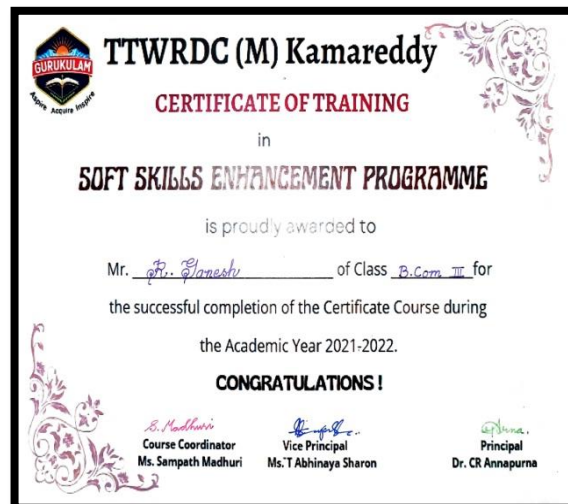 GURUKULAM
Aspire Acquire Inspire
TTWRDC (M) Kamareddy
CERTIFICATE OF TRAINING
in
SOFT SKILLS ENHANCEMENT PROGRAMME
is proudly awarded to
Mr. R. Ganesh of Class B.Com III for
the successful completion of the Certificate Course during
the Academic Year 2021-2022.
CONGRATULATIONS !
S. Madhuri
Course Coordinator Vice Principal Principal
Ms. Sampath Madhuri Ms. T Abhinaya Sharon Dr. CR Annapurna